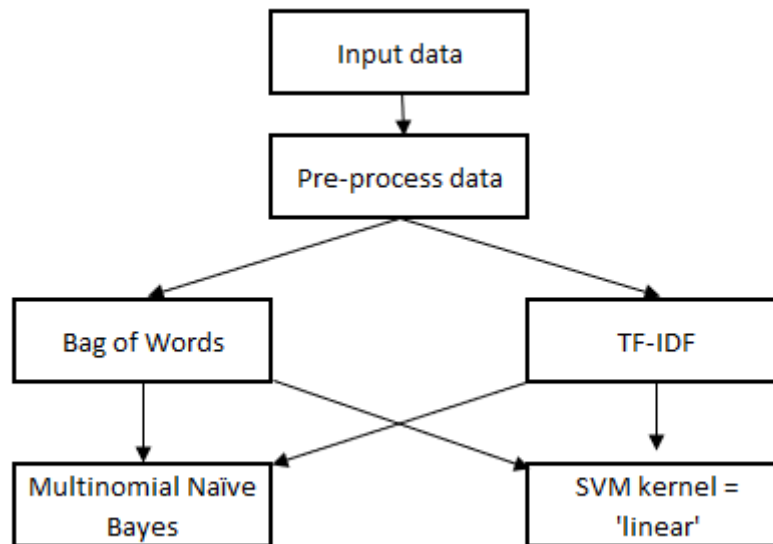 Input data
Pre-process data
Bag of Words
TF-IDF
Multinomial Naïve
Bayes
SVM kernel =
'linear'